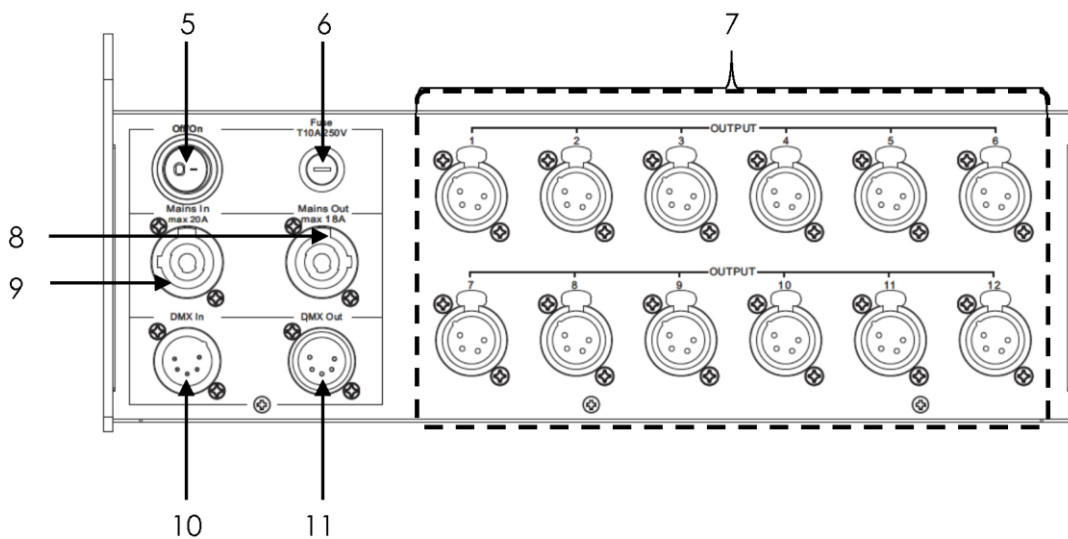 5 6 7
Off/On
Fuse
T10A/250V
OUTPUT
1 2 3 4 5 6
Mains In
max 20A
Mains Out
max 18A
8
9
OUTPUT
7 8 9 10 11 12
DMX In
DMX Out
10 11